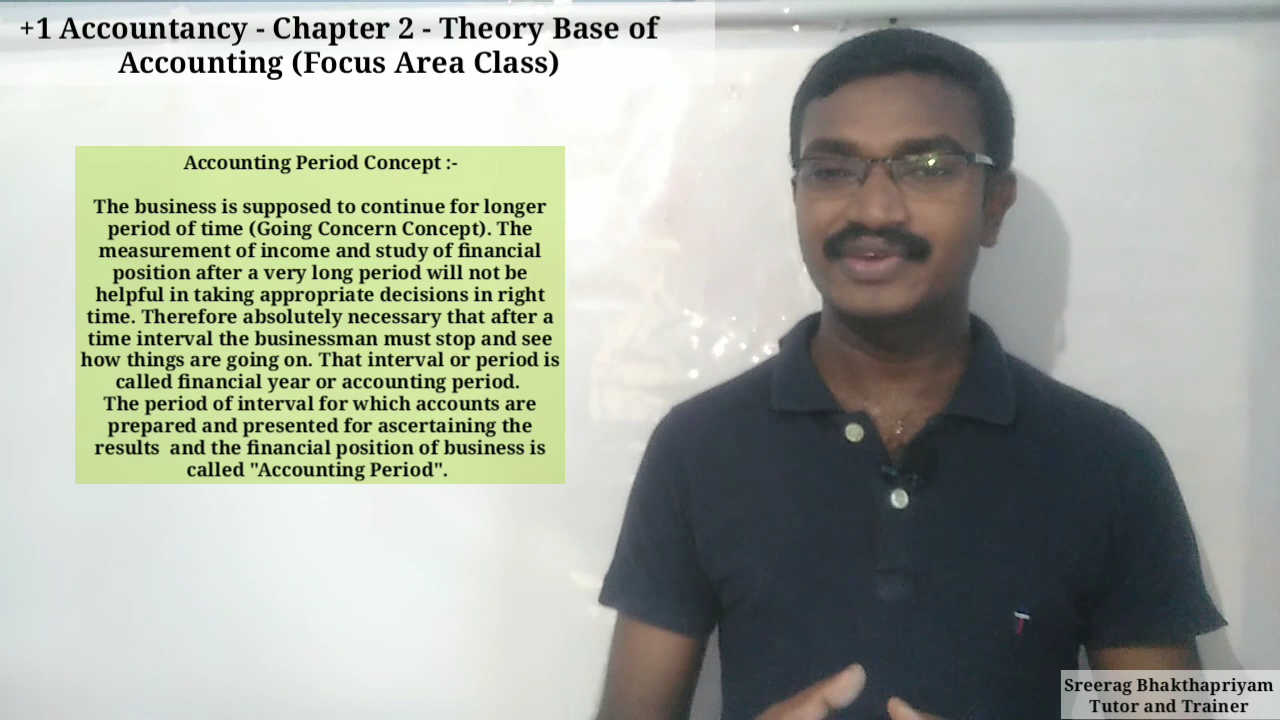 +1 Accountancy - Chapter 2 - Theory Base of
Accounting (Focus Area Class)
Accounting Period Concept :-
The business is supposed to continue for longer
period of time (Going Concern Concept). The
measurement of income and study of financial
position after a very long period will not be
helpful in taking appropriate decisions in right
time. Therefore absolutely necessary that after a
time interval the businessman must stop and see
how things are going on. That interval or period is
called financial year or accounting period.
The period of interval for which accounts are
prepared and presented for ascertaining the
results  and the financial position of business is
called "Accounting Period".
Sreerag Bhakthapriyam
Tutor and Trainer